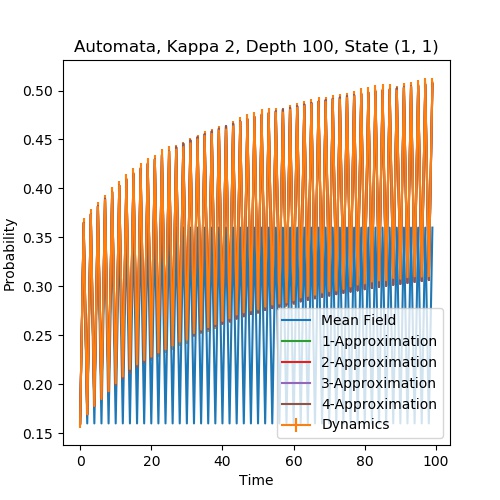 Automata, Kappa 2, Depth 100, State (1, 1)
0.50
0.45
0.40
0.35
0.30
0.25
0.20
0.15
Probability
Mean Field
1-Approximation
2-Approximation
3-Approximation
4-Approximation
Dynamics
0 20 40 60 80 100
Time